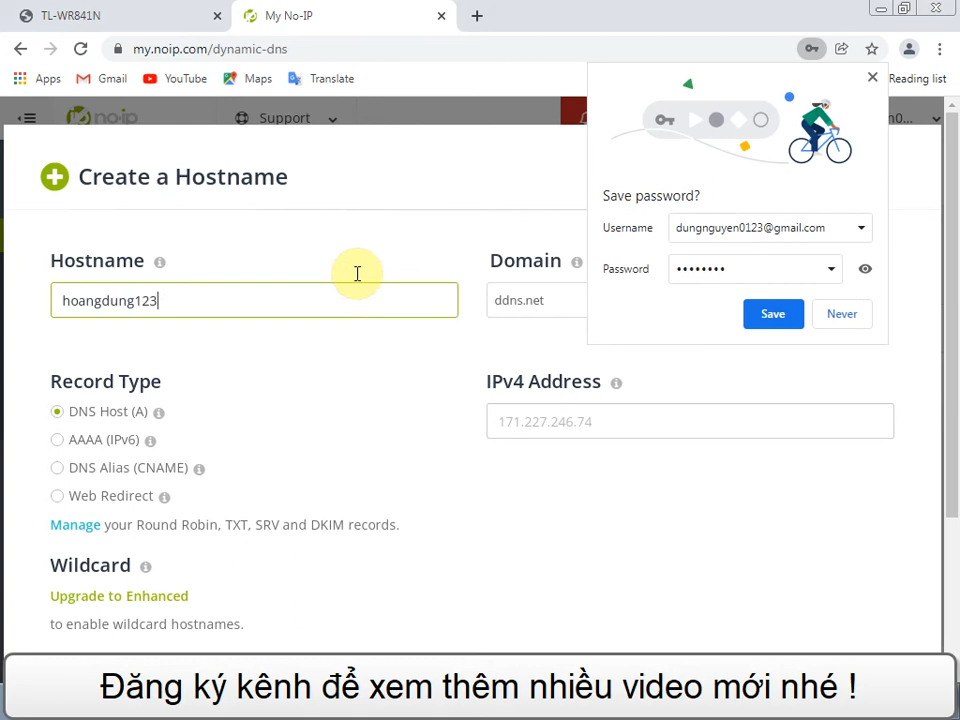 TL-WR841N
My No-IP
my.noip.com/dynamic-dns
Apps
Gmail
YouTube
Maps
Translate
Reading list
no-ip
Support
Create a Hostname
Hostname
hoangdung123
Domain
ddns.net
Save password?
Username
dungnguyen0123@gmail.com
Password
••••••••
Save
Never
Record Type
DNS Host (A)
AAAA (IPv6)
DNS Alias (CNAME)
Web Redirect
Manage your Round Robin, TXT, SRV and DKIM records.
IPv4 Address
171.227.246.74
Wildcard
Upgrade to Enhanced
to enable wildcard hostnames.
Đăng ký kênh để xem thêm nhiều video mới nhé !